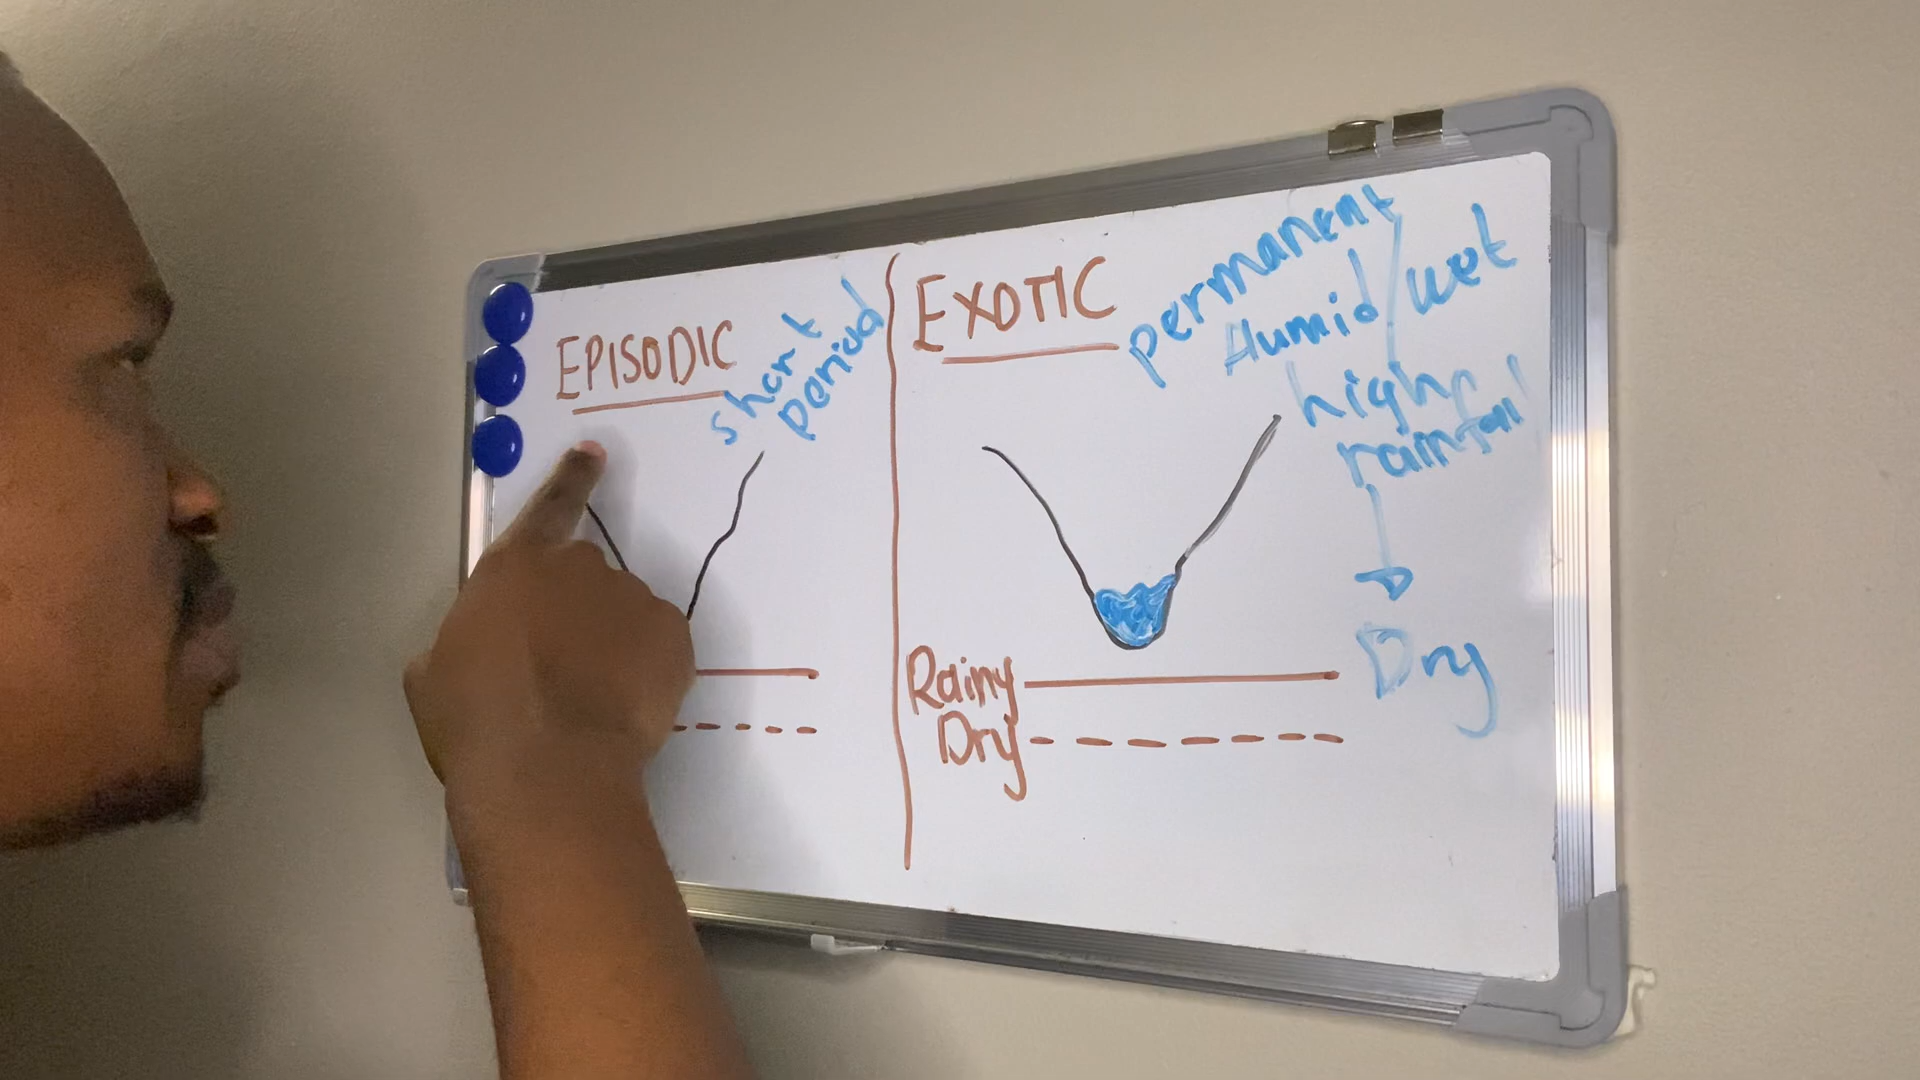 EPISODIC
short
period
EXOTIC
permanent
Humid/wet
high
rainfall
Dry
Rainy
Dry